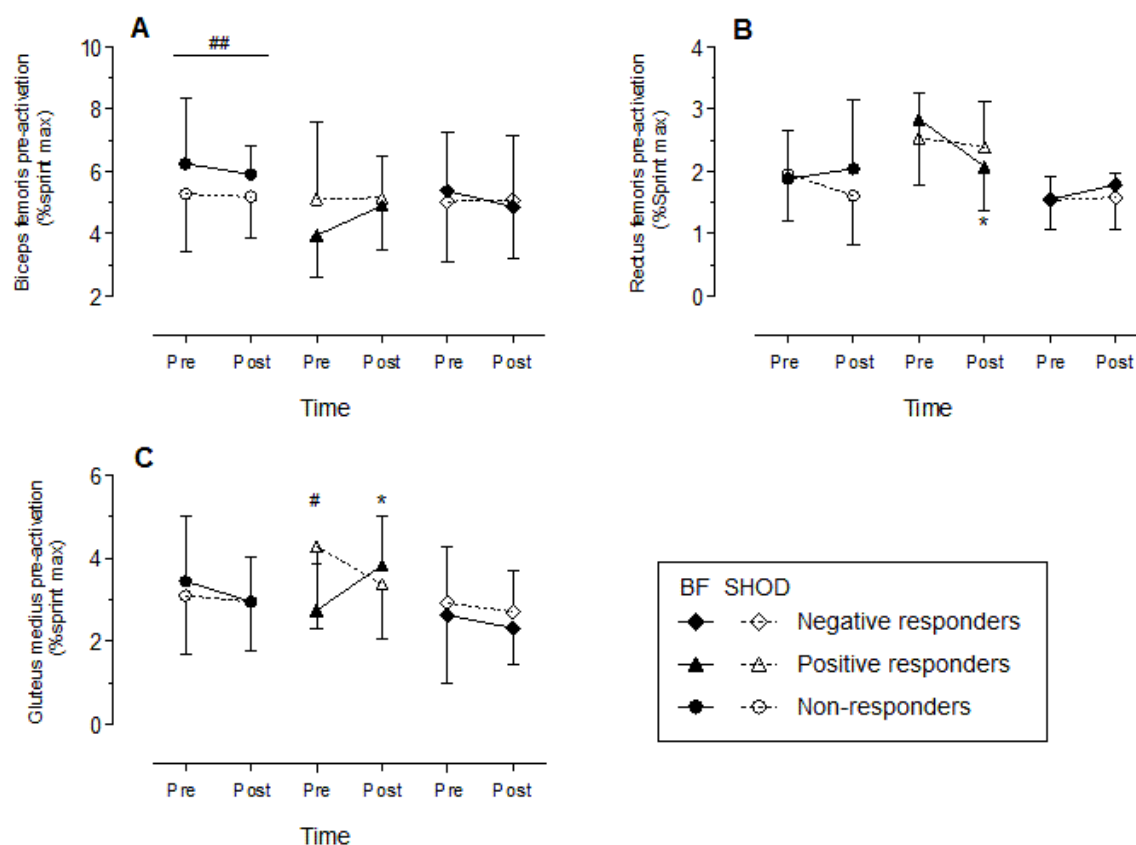 A
##
Biceps femoris pre-activation
(%sprint max)
10
8
6
4
2
Pre Post Pre Post Pre Post
Time
B
Rectus femoris pre-activation
(%Sprint max)
4
3
2
1
0
*
Pre Post Pre Post Pre Post
Time
C
Gluteus medius pre-activation
(%sprint max)
6
4
2
0
# *
Pre Post Pre Post Pre Post
Time
BF SHOD
Negative responders
Positive responders
Non-responders